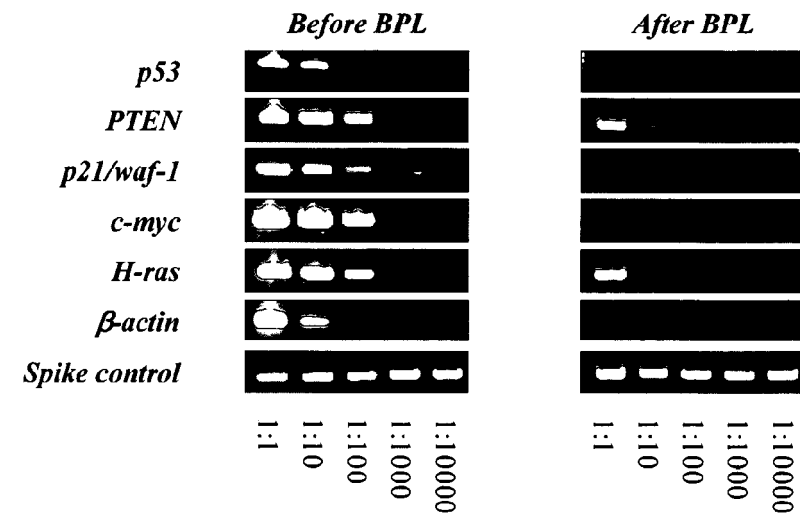 Before BPL
After BPL
p53
PTEN
p21/waf-1
c-myc
H-ras
β-actin
Spike control
1:1
1:10
1:100
1:1000
1:10000
1:1
1:10
1:100
1:1000
1:10000